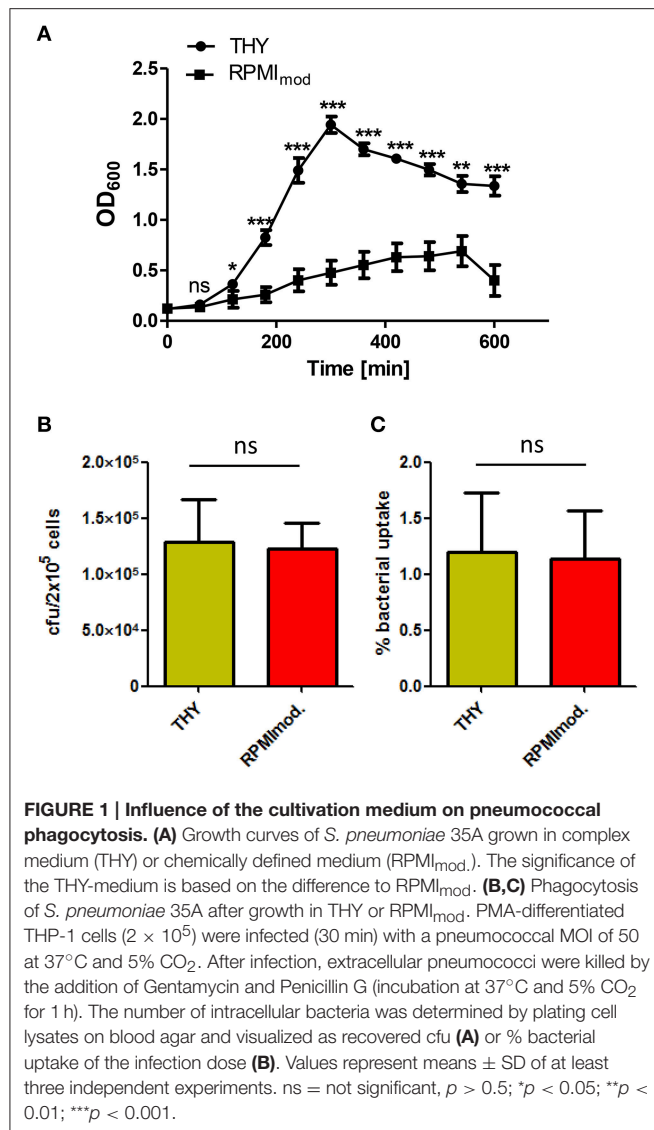 A
THY
RPMImod
2.5
2.0
1.5
1.0
0.5
0.0
OD600
ns
*
***
***
***
***
***
***
**
***
0
200
400
600
Time [min]
B
ns
2.0×10⁵
1.5×10⁵
1.0×10⁵
5.0×10⁴
0
cfu/2x10⁵ cells
THY
RPMImod.
C
ns
2.0
1.5
1.0
0.5
0.0
% bacterial uptake
THY
RPMImod.
FIGURE 1 | Influence of the cultivation medium on pneumococcal
phagocytosis. (A) Growth curves of S. pneumoniae 35A grown in complex
medium (THY) or chemically defined medium (RPMImod.). The significance of
the THY-medium is based on the difference to RPMImod. (B,C) Phagocytosis
of S. pneumoniae 35A after growth in THY or RPMImod. PMA-differentiated
THP-1 cells (2 × 10⁵) were infected (30 min) with a pneumococcal MOI of 50
at 37°C and 5% CO₂. After infection, extracellular pneumococci were killed by
the addition of Gentamycin and Penicillin G (incubation at 37°C and 5% CO₂
for 1 h). The number of intracellular bacteria was determined by plating cell
lysates on blood agar and visualized as recovered cfu (A) or % bacterial
uptake of the infection dose (B). Values represent means ± SD of at least
three independent experiments. ns = not significant, p > 0.5; *p < 0.05; **p <
0.01; ***p < 0.001.